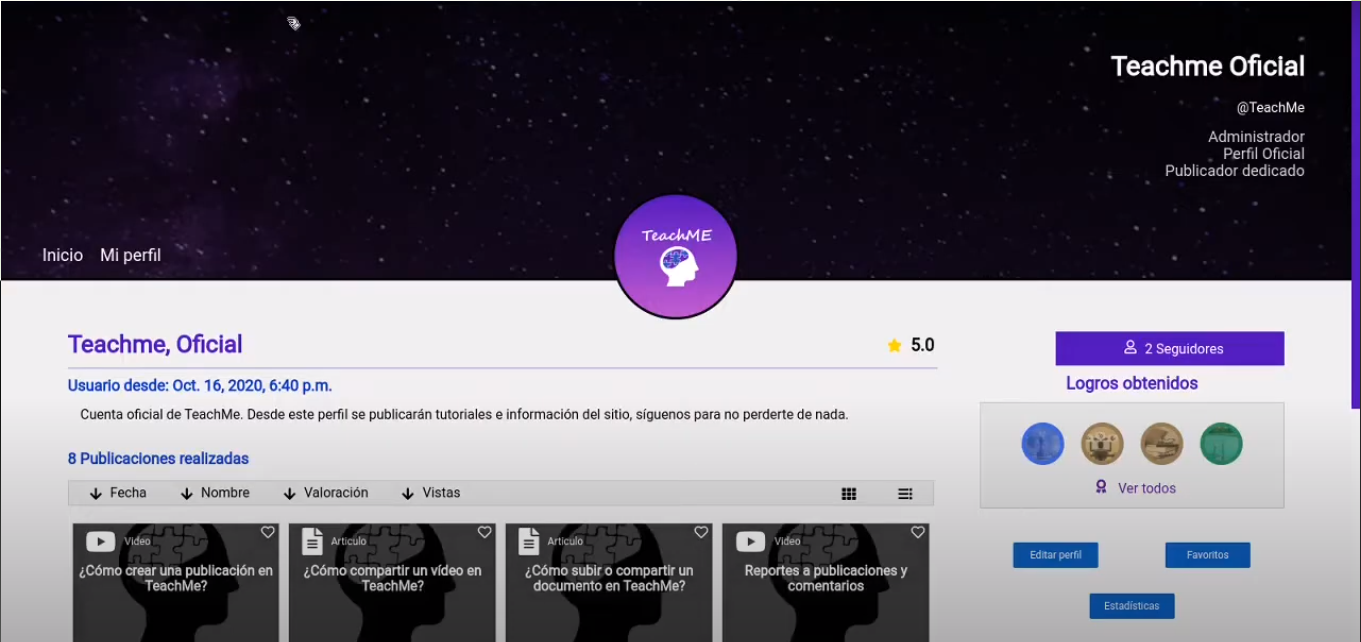 Teachme Oficial
@TeachMe
Administrador
Perfil Oficial
Publicador dedicado
TeachME
Inicio Mi perfil
Teachme, Oficial
5.0
2 Seguidores
Usuario desde: Oct. 16, 2020, 6:40 p.m.
Logros obtenidos
Cuenta oficial de TeachMe. Desde este perfil se publicarán tutoriales e información del sitio, síguenos para no perderte de nada.
8 Publicaciones realizadas
Fecha Nombre Valoración Vistas
Ver todos
Video
¿Cómo crear una publicación en
TeachMe?
Articulo
¿Cómo compartir un vídeo en
TeachMe?
Articulo
¿Cómo subir o compartir un
documento en TeachMe?
Video
Reportes a publicaciones y
comentarios
Editar perfil Favoritos
Estadísticas